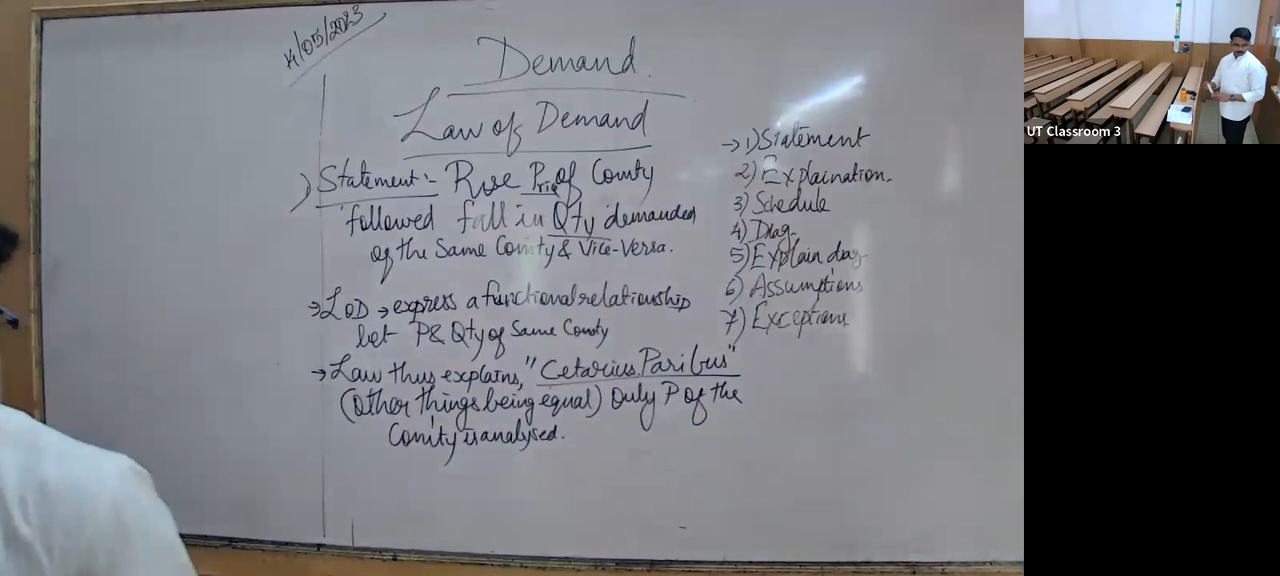 14/05/2023
Demand.
Law of Demand
1) Statement:- Rise Price of Comty
followed fall in Qty demanded
of the Same Comty & Vice-Versa.
→ LOD → express a functional relationship
bet P & Qty of Same Comty
→ Law thus explains, "Cetarius Paribus"
(Other things being equal) Only P of the
Comity is analysed.
→ 1) Statement
2) Explaination.
3) Schedule
4) Diag-
5) Explain diag-
6) Assumptions
7) Exceptions
UT Classroom 3